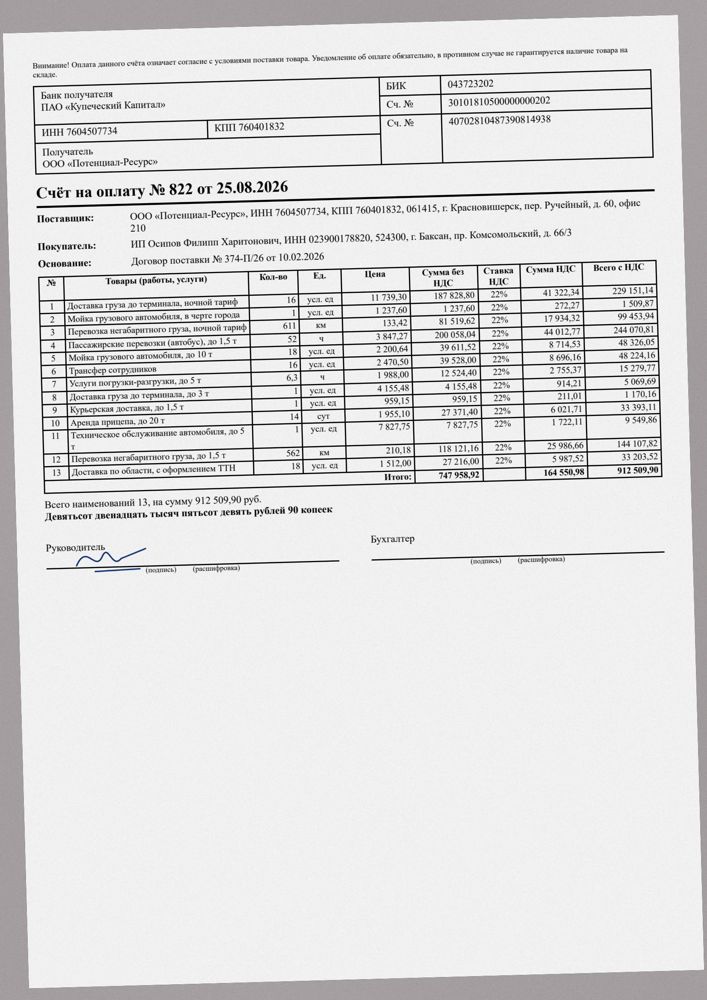 Внимание! Оплата данного счёта означает согласие с условиями поставки товара. Уведомление об оплате обязательно, в противном случае не гарантируется наличие товара на
складе.
Банк получателя
ПАО «Купеческий Капитал»
БИК 043723202
Сч. № 30101810500000000202
ИНН 7604507734 КПП 760401832 Сч. № 40702810487390814938
Получатель
ООО «Потенциал-Ресурс»
Счёт на оплату № 822 от 25.08.2026
Поставщик: ООО «Потенциал-Ресурс», ИНН 7604507734, КПП 760401832, 061415, г. Красновишерск, пер. Ручейный, д. 60, офис
210
Покупатель: ИП Осипов Филипп Харитонович, ИНН 023900178820, 524300, г. Баксан, пр. Комсомольский, д. 66/3
Основание: Договор поставки № 374-П/26 от 10.02.2026
№ Товары (работы, услуги) Кол-во Ед. Цена Сумма без НДС Ставка НДС Сумма НДС Всего с НДС
1 Доставка груза до терминала, ночной тариф 16 усл. ед 11 739,30 187 828,80 22% 41 322,34 229 151,14
2 Мойка грузового автомобиля, в черте города 1 усл. ед 1 237,60 1 237,60 22% 272,27 1 509,87
3 Перевозка негабаритного груза, ночной тариф 611 км 133,42 81 519,62 22% 17 934,32 99 453,94
4 Пассажирские перевозки (автобус), до 1,5 т 52 ч 3 847,27 200 058,04 22% 44 012,77 244 070,81
5 Мойка грузового автомобиля, до 10 т 18 усл. ед 2 200,64 39 611,52 22% 8 714,53 48 326,05
6 Трансфер сотрудников 16 усл. ед 2 470,50 39 528,00 22% 8 696,16 48 224,16
7 Услуги погрузки-разгрузки, до 5 т 6,3 ч 1 988,00 12 524,40 22% 2 755,37 15 279,77
8 Доставка груза до терминала, до 3 т 1 усл. ед 4 155,48 4 155,48 22% 914,21 5 069,69
9 Курьерская доставка, до 1,5 т 1 усл. ед 959,15 959,15 22% 211,01 1 170,16
10 Аренда прицепа, до 20 т 14 сут 1 955,10 27 371,40 22% 6 021,71 33 393,11
11 Техническое обслуживание автомобиля, до 5 т 1 усл. ед 7 827,75 7 827,75 22% 1 722,11 9 549,86
12 Перевозка негабаритного груза, до 1,5 т 562 км 210,18 118 121,16 22% 25 986,66 144 107,82
13 Доставка по области, с оформлением ТТН 18 усл. ед 1 512,00 27 216,00 22% 5 987,52 33 203,52
Итого: 747 958,92 164 550,98 912 509,90
Всего наименований 13, на сумму 912 509,90 руб.
Девятьсот двенадцать тысяч пятьсот девять рублей 90 копеек
Руководитель Бухгалтер
(подпись) (расшифровка) (подпись) (расшифровка)